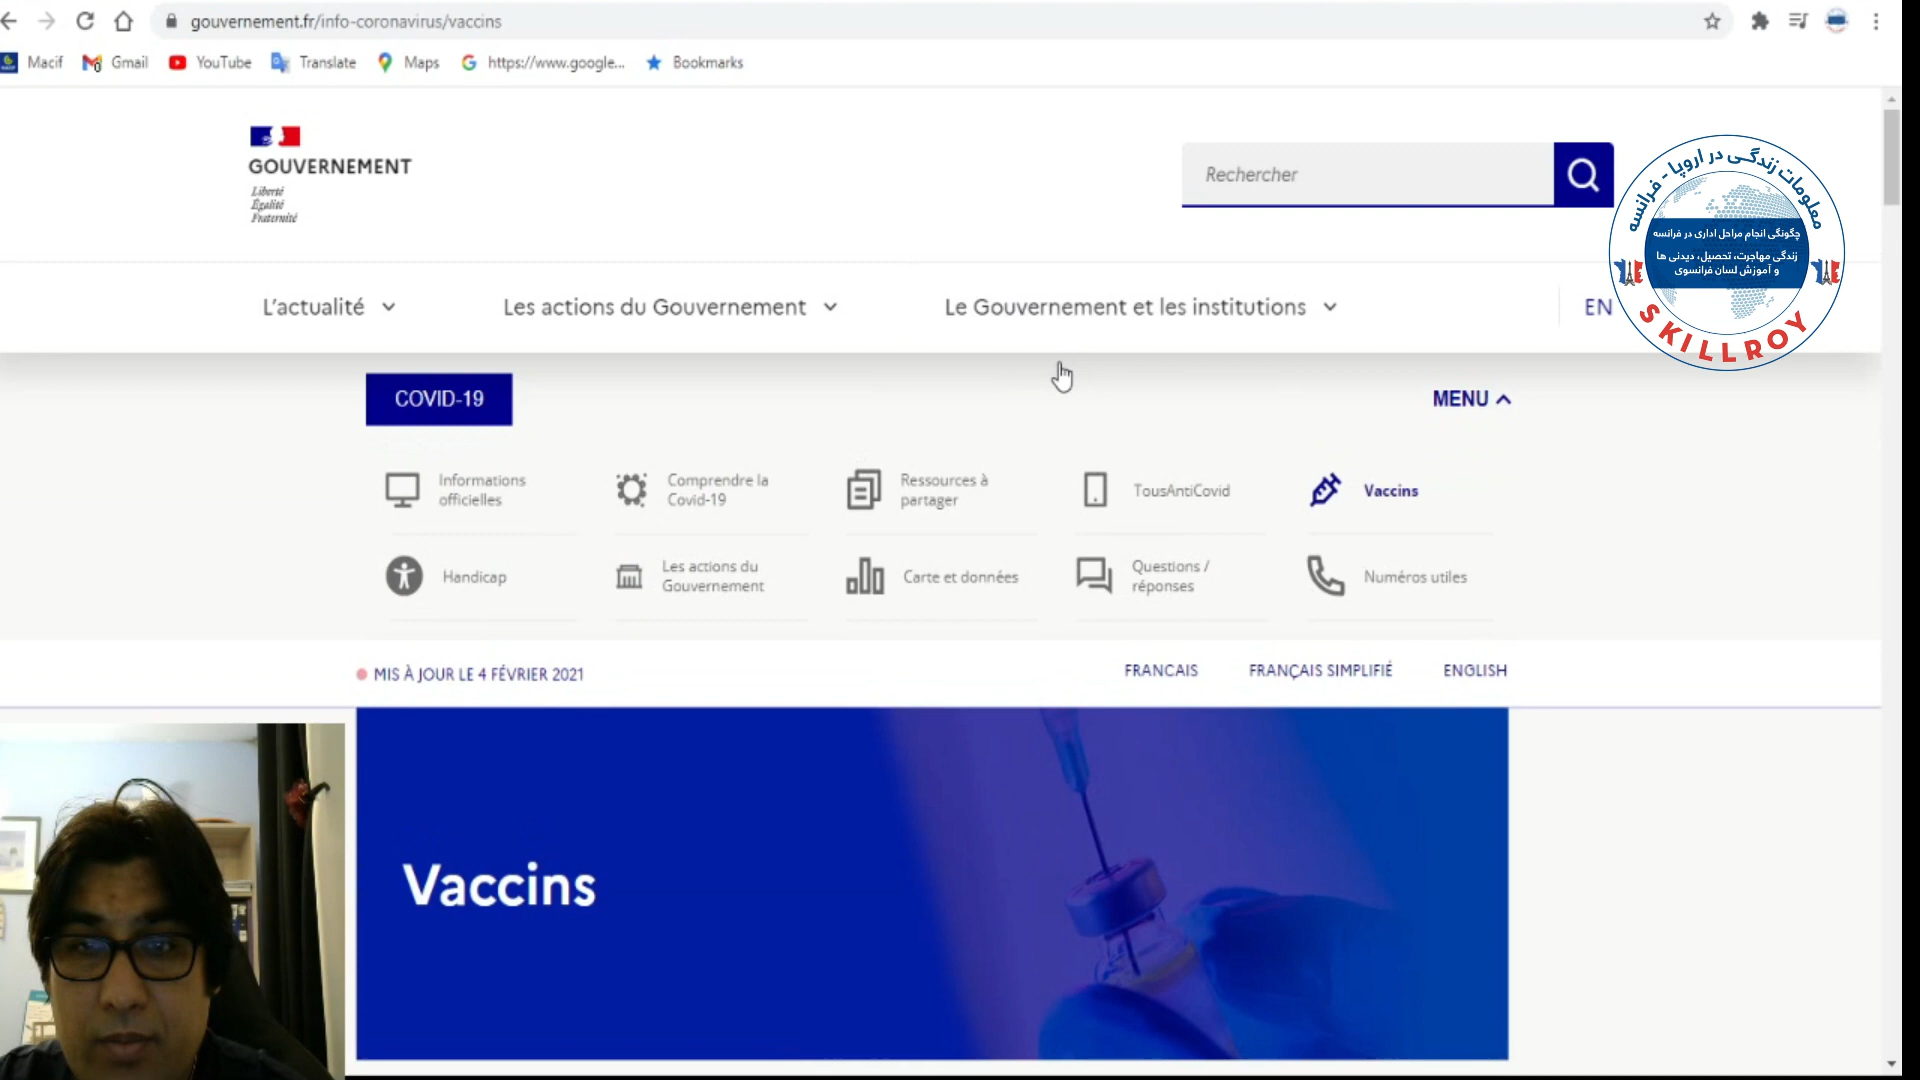 gouvernement.fr/info-coronavirus/vaccins
Macif
Gmail
YouTube
Translate
Maps
https://www.google...
Bookmarks
GOUVERNEMENT
Liberté
Égalité
Fraternité
Rechercher
معلومات زندگی در اروپا - فرانسه
چگونگی انجام مراحل اداری در فرانسه
زندگی مهاجرت، تحصیل، دیدنی ها
و آموزش لسان فرانسوی
SKILLROY
L'actualité
Les actions du Gouvernement
Le Gouvernement et les institutions
EN
COVID-19
MENU
Informations
officielles
Comprendre la
Covid-19
Ressources à
partager
TousAntiCovid
Vaccins
Handicap
Les actions du
Gouvernement
Carte et données
Questions /
réponses
Numéros utiles
MIS À JOUR LE 4 FÉVRIER 2021
FRANCAIS
FRANÇAIS SIMPLIFIÉ
ENGLISH
Vaccins